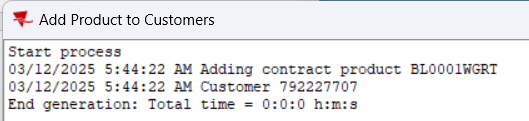 Add Product to Customers
Start process
03/12/2025 5:44:22 AM Adding contract product BL0001WGRT
03/12/2025 5:44:22 AM Customer 792227707
End generation: Total time = 0:0:0 h:m:s